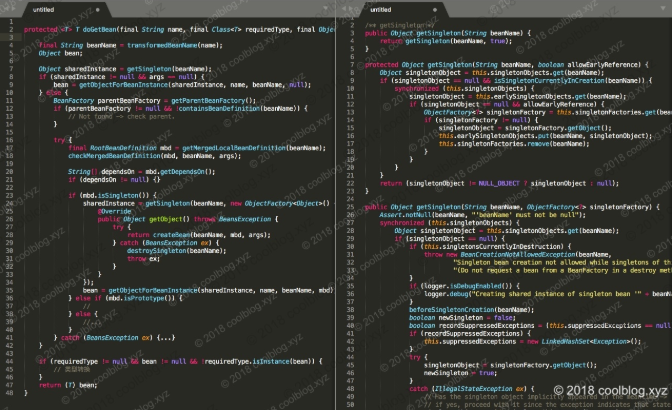 untitled
protected <T> T doGetBean(final String name, final Class<T> requiredType, final Obje
final String beanName = transformedBeanName(name);
Object bean;
Object sharedInstance = getSingleton(beanName);
if (sharedInstance != null && args == null) {
bean = getObjectForBeanInstance(sharedInstance, name, beanName, null);
} else {
BeanFactory parentBeanFactory = getParentBeanFactory();
if (parentBeanFactory != null && !containsBeanDefinition(beanName)) {
// Not found -> check parent.
}
try {
final RootBeanDefinition mbd = getMergedLocalBeanDefinition(beanName);
checkMergedBeanDefinition(mbd, beanName, args);
String[] dependsOn = mbd.getDependsOn();
if (dependsOn != null) {}
if (mbd.isSingleton()) {
sharedInstance = getSingleton(beanName, new ObjectFactory<Object>()
@Override
public Object getObject() throws BeansException {
try {
return createBean(beanName, mbd, args);
} catch (BeansException ex) {
destroySingleton(beanName);
throw ex;
}
}
});
bean = getObjectForBeanInstance(sharedInstance, name, beanName, mbd)
} else if (mbd.isPrototype()) {
} else {
}
} catch (BeansException ex) {...}
}
if (requiredType != null && bean != null && !requiredType.isInstance(bean)) {
// 类型转换
}
return (T) bean;
}
untitled
/** getSingleton */
public Object getSingleton(String beanName) {
return getSingleton(beanName, true);
}
protected Object getSingleton(String beanName, boolean allowEarlyReference) {
Object singletonObject = this.singletonObjects.get(beanName);
if (singletonObject == null && isSingletonCurrentlyInCreation(beanName)) {
synchronized (this.singletonObjects) {
singletonObject = this.earlySingletonObjects.get(beanName);
if (singletonObject == null && allowEarlyReference) {
ObjectFactory<?> singletonFactory = this.singletonFactories.get(
if (singletonFactory != null) {
singletonObject = singletonFactory.getObject();
this.earlySingletonObjects.put(beanName, singletonObject);
this.singletonFactories.remove(beanName);
}
}
}
}
return (singletonObject != NULL_OBJECT ? singletonObject : null);
}
public Object getSingleton(String beanName, ObjectFactory<?> singletonFactory) {
Assert.notNull(beanName, "'beanName' must not be null");
synchronized (this.singletonObjects) {
Object singletonObject = this.singletonObjects.get(beanName);
if (singletonObject == null) {
if (this.singletonsCurrentlyInDestruction) {
throw new BeanCreationNotAllowedException(beanName,
"Singleton bean creation not allowed while singletons of th
"(Do not request a bean from a BeanFactory in a destroy meth
}
if (logger.isDebugEnabled()) {
logger.debug("Creating shared instance of singleton bean '" + beanNam
}
beforeSingletonCreation(beanName);
boolean newSingleton = false;
boolean recordSuppressedExceptions = (this.suppressedExceptions == null
if (recordSuppressedExceptions) {
this.suppressedExceptions = new LinkedHashSet<Exception>();
}
try {
singletonObject = singletonFactory.getObject();
newSingleton = true;
}
catch (IllegalStateException ex) {
// Has the singleton object implicitly appeared in the
// if yes, proceed with it since the exception indicates that state
© 2018 coolblog.xyz